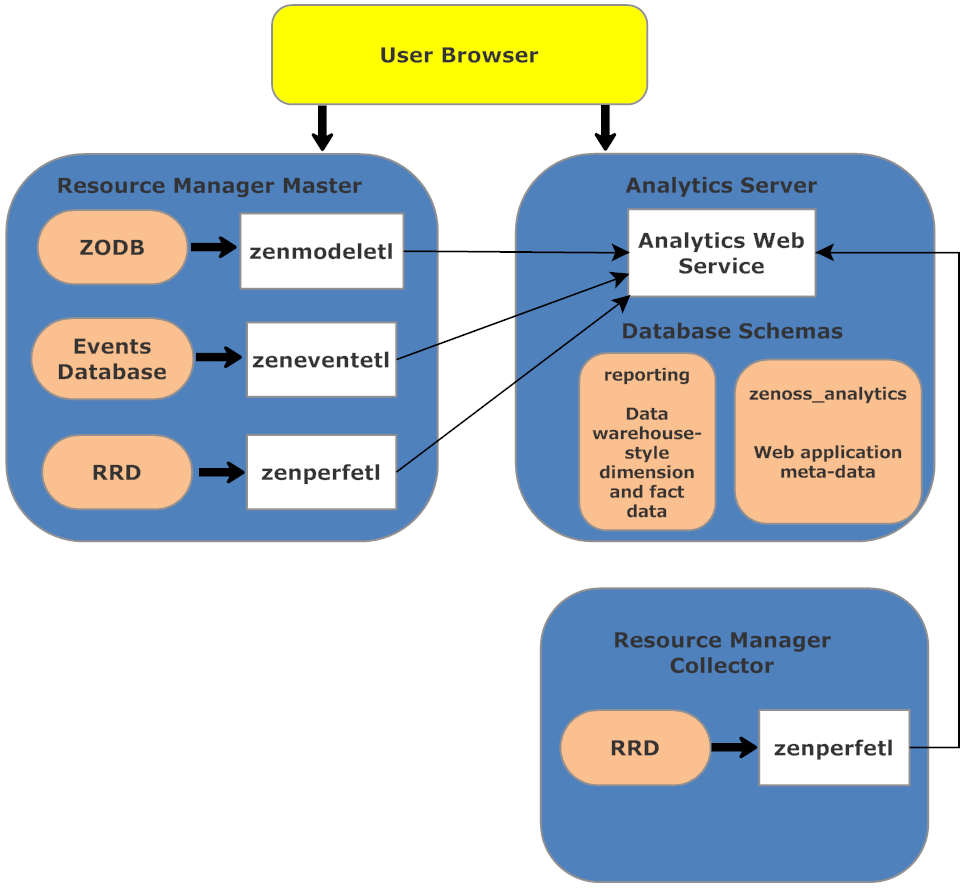 User Browser
Resource Manager Master
ZODB
zenmodeletl
Events
Database
zeneventetl
RRD
zenperfetl
Analytics Server
Analytics Web
Service
Database Schemas
reporting
Data
warehouse-
style
dimension
and fact
data
zenoss_analytics
Web application
meta-data
Resource Manager
Collector
RRD
zenperfetl